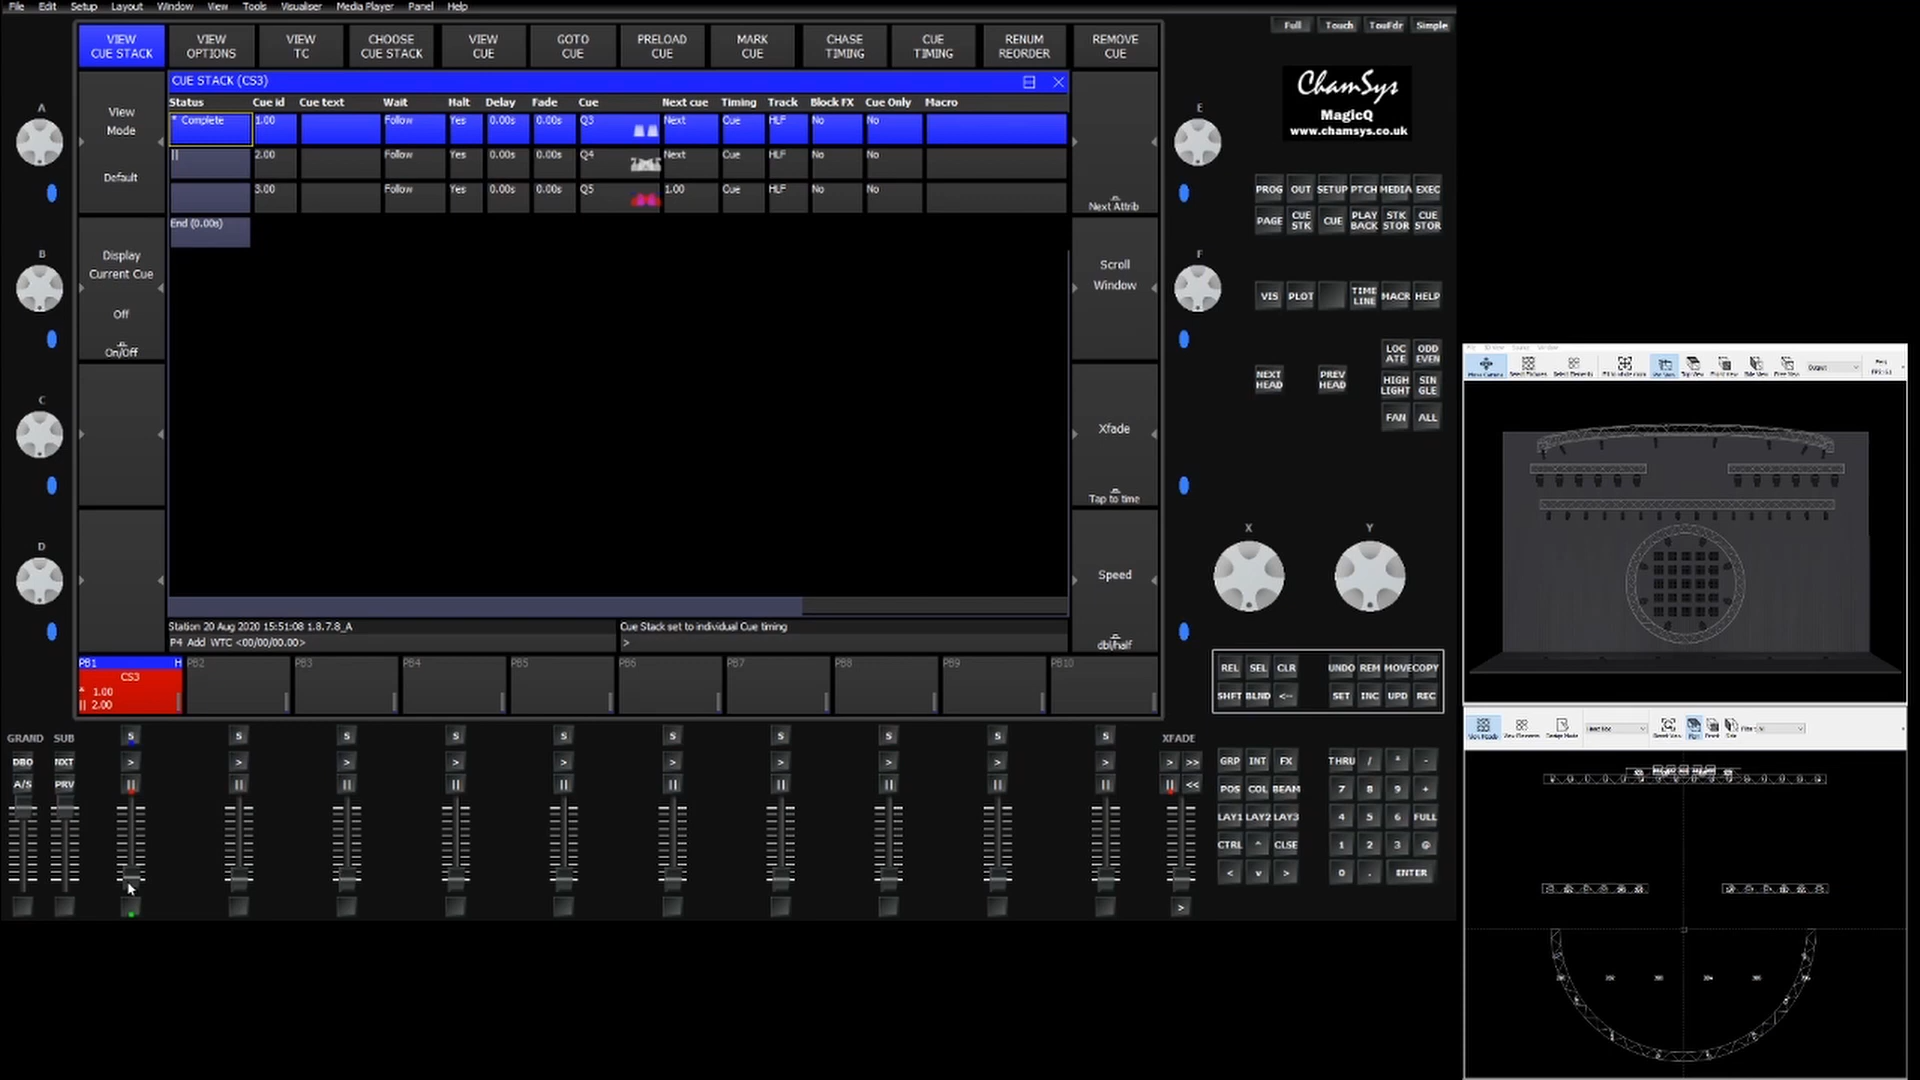 File Edit Setup Layout Window View Tools Visualiser Media Player Panel Help
Full Touch TouFdr Simple
VIEW CUE STACK
VIEW OPTIONS
VIEW TC
CHOOSE CUE STACK
VIEW CUE
GOTO CUE
PRELOAD CUE
MARK CUE
CHASE TIMING
CUE TIMING
RENUM REORDER
REMOVE CUE
CUE STACK (CS3)
Status Cue id Cue text Wait Halt Delay Fade Cue Next cue Timing Track Block FX Cue Only Macro
* Complete 1.00 Follow Yes 0.00s 0.00s Q3 Next Cue HLF No No
|| 2.00 Follow Yes 0.00s 0.00s Q4 Next Cue HLF No No
3.00 Follow Yes 0.00s 0.00s Q5 1.00 Cue HLF No No
End (0.00s)
A
View Mode
Default
B
Display Current Cue
Off
On/Off
C
D
E
Next Attrib
F
Scroll Window
Xfade
Tap to time
Speed
dbl/half
ChamSys
MagicQ
www.chamsys.co.uk
PROG OUT SETUP PTCH MEDIA EXEC
PAGE CUE STK CUE PLAY BACK STK STOR CUE STOR
VIS PLOT TIME LINE MACR HELP
NEXT HEAD PREV HEAD
LOC ATE ODD EVEN
HIGH LIGHT SIN GLE
FAN ALL
X Y
Station 20 Aug 2020 15:51:08 1.8.7.8_A
Cue Stack set to individual Cue timing
P4 Add WTC <00/00/00.00>
>
PB1 H PB2 PB3 PB4 PB5 PB6 PB7 PB8 PB9 PB10
CS3
* 1.00
|| 2.00
REL SEL CLR UNDO REM MOVE COPY
SHFT BLND <-- SET INC UPD REC
GRAND SUB
XFADE
DBO NXT
A/S PRV
S S S S S S S S S S
> > > > > > > > > > > >>
|| || || || || || || || || || || <<
>
GRP INT FX THRU / * -
POS COL BEAM 7 8 9 +
LAY1 LAY2 LAY3 4 5 6 FULL
CTRL ^ CLSE 1 2 3 @
< v > 0 . ENTER